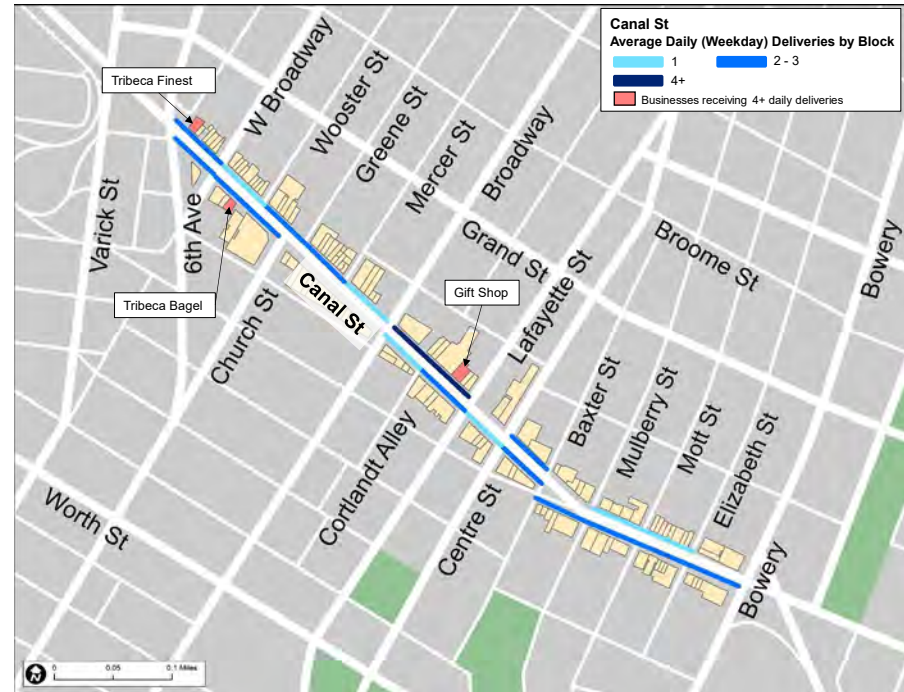 Canal St
Average Daily (Weekday) Deliveries by Block
1
2 - 3
4+
Businesses receiving 4+ daily deliveries
Tribeca Finest
W Broadway
Wooster St
Greene St
Mercer St
Broadway
Grand St
Broome St
Bowery
Varick St
6th Ave
Tribeca Bagel
Church St
Canal St
Gift Shop
Lafayette St
Cortlandt Alley
Centre St
Baxter St
Mulberry St
Mott St
Elizabeth St
Bowery
Worth St
N
0 0.05 0.1 Miles